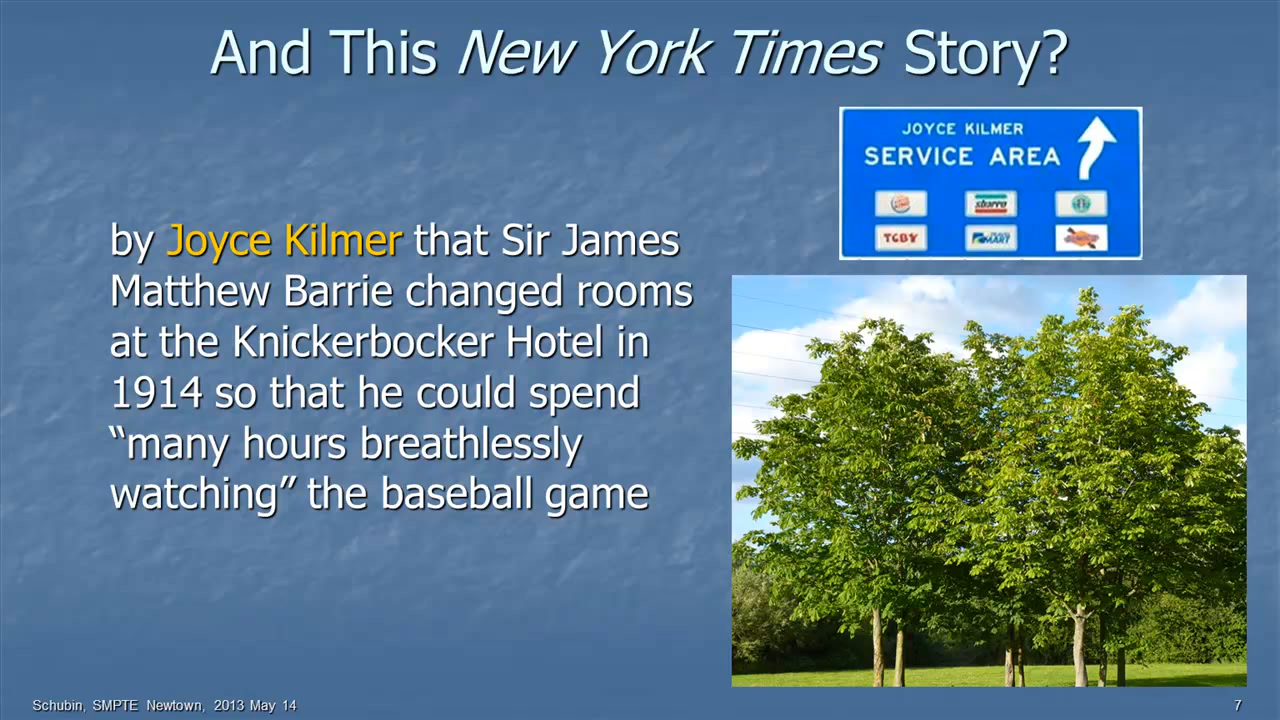 And This New York Times Story?
JOYCE KILMER
SERVICE AREA
sbarro
TCBY
MART
by Joyce Kilmer that Sir James
Matthew Barrie changed rooms
at the Knickerbocker Hotel in
1914 so that he could spend
“many hours breathlessly
watching” the baseball game
Schubin, SMPTE Newtown, 2013 May 14
7